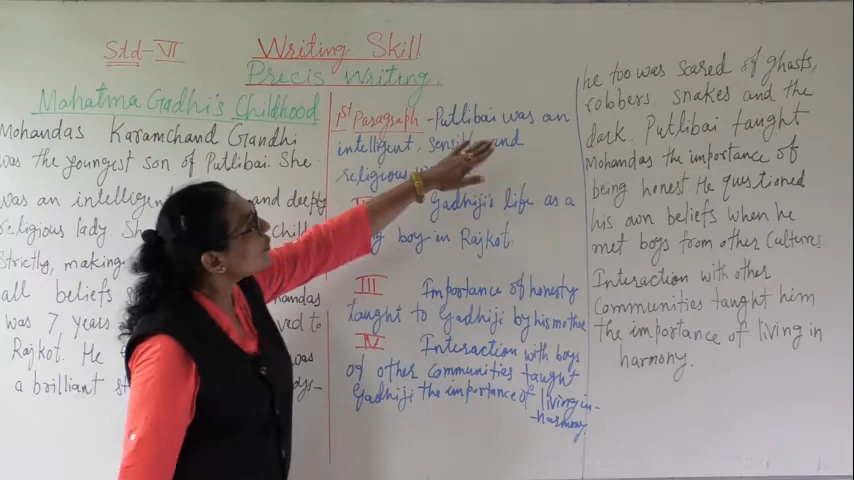 Std-VI
Writing Skill
Precis Writing.
Mahatma Gadhi's Childhood
Mohandas Karamchand Gandhi
was the youngest son of Putlibai. She
was an intelligent and deeply
religious lady.
Strictly, making
all beliefs
was 7 years
Rajkot. He was
a brilliant
1st Paragraph - Putlibai was an
intelligent, and
religious
Gadhiji's life as a
boy in Rajkot.
III Importance of honesty
taught to Gadhiji by his mother
IV Interaction with boys
of other Communities taught
Gadhiji the importance of living in-
-harmony.
he too was scared of ghasts,
robbers, snakes and the
dark. Putlibai taught
Mohandas the importance of
being honest. He questioned
his own beliefs when he
met boys from other Cultures.
Interaction with other
Communities taught him
the importance of living in
harmony.